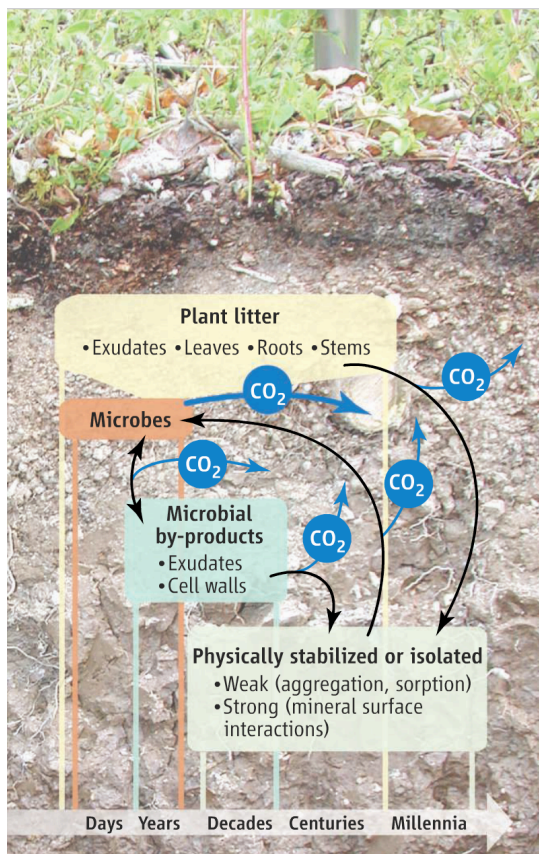 Plant litter
• Exudates • Leaves • Roots • Stems
CO₂
CO₂
Microbes
CO₂
CO₂
Microbial
by-products
• Exudates
• Cell walls
CO₂
Physically stabilized or isolated
• Weak (aggregation, sorption)
• Strong (mineral surface
interactions)
Days Years Decades Centuries Millennia